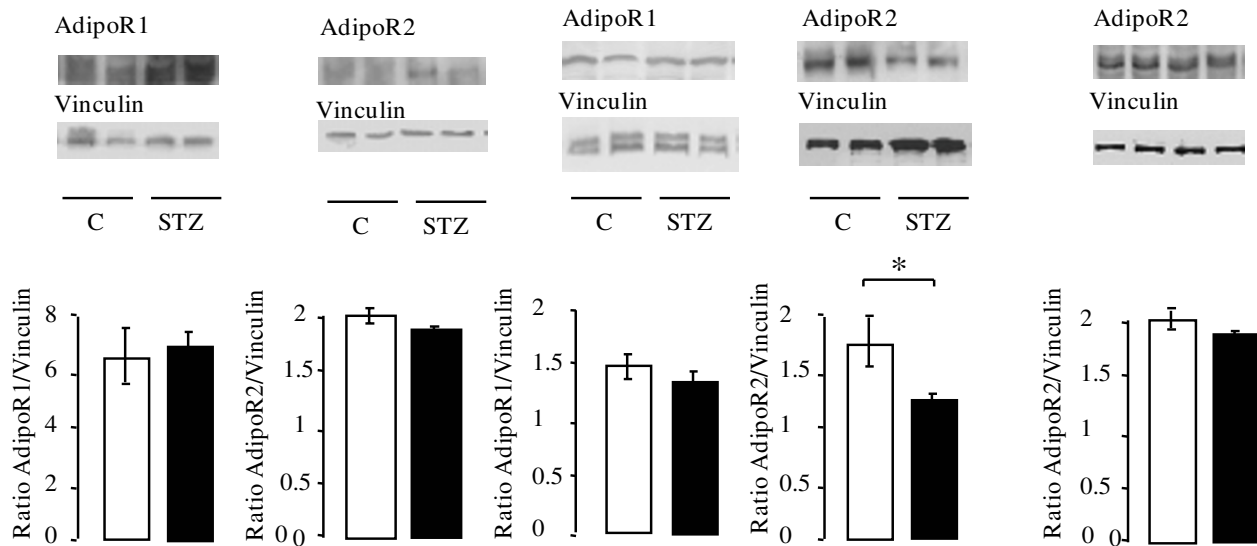 AdipoR1
Vinculin
C STZ
AdipoR2
Vinculin
C STZ
AdipoR1
Vinculin
C STZ
AdipoR2
Vinculin
C STZ
AdipoR2
Vinculin
Ratio AdipoR1/Vinculin
8
6
4
2
0
Ratio AdipoR2/Vinculin
2
1.5
1
0.5
0 0
Ratio AdipoR1/Vinculin
2
1.5
1
0.5
0
*
Ratio AdipoR2/Vinculin
2
1.5
1
0.5
0
Ratio AdipoR2/Vinculin
2
1.5
1
0.5
0 0